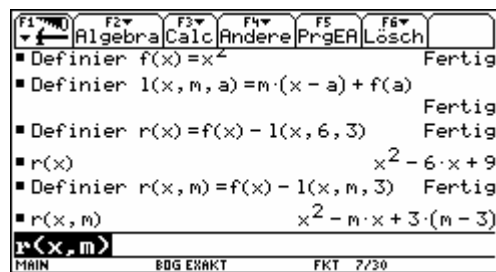 F1 F2 F3 F4 F5 F6
Algebra Calc Andere PrgEA Lösch
▪ Definier f(x)=x² Fertig
▪ Definier l(x,m,a)=m·(x-a)+f(a)
Fertig
▪ Definier r(x)=f(x)-l(x,6,3) Fertig
▪ r(x) x²-6·x+9
▪ Definier r(x,m)=f(x)-l(x,m,3) Fertig
▪ r(x,m) x²-m·x+3·(m-3)
r(x,m)
MAIN BOG EXAKT FKT 7/30